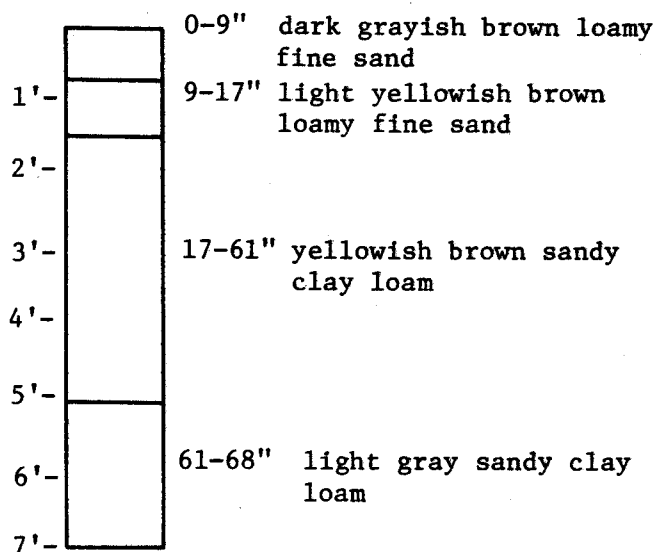 0-9" dark grayish brown loamy
fine sand
1'-
9-17" light yellowish brown
loamy fine sand
2'-
3'-
17-61" yellowish brown sandy
clay loam
4'-
5'-
61-68" light gray sandy clay
loam
6'-
7'-